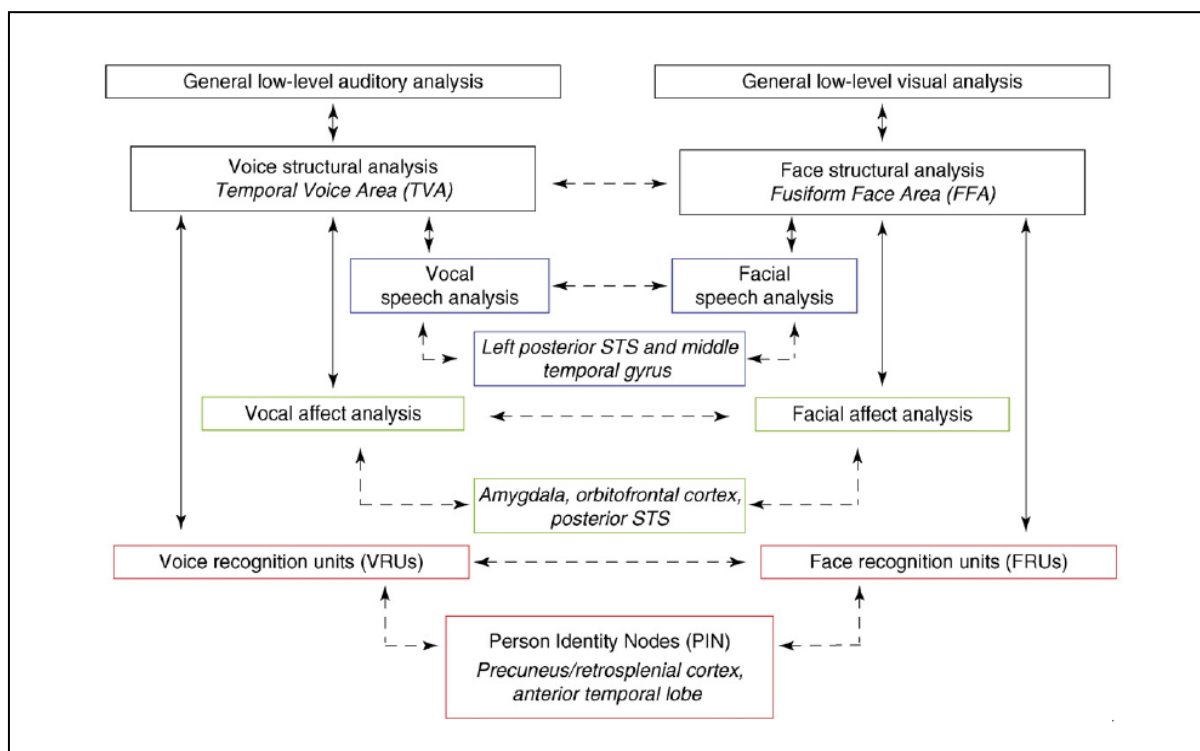 General low-level auditory analysis
General low-level visual analysis
Voice structural analysis
Temporal Voice Area (TVA)
Face structural analysis
Fusiform Face Area (FFA)
Vocal
speech analysis
Facial
speech analysis
Left posterior STS and middle
temporal gyrus
Vocal affect analysis
Facial affect analysis
Amygdala, orbitofrontal cortex,
posterior STS
Voice recognition units (VRUs)
Face recognition units (FRUs)
Person Identity Nodes (PIN)
Precuneus/retrosplenial cortex,
anterior temporal lobe